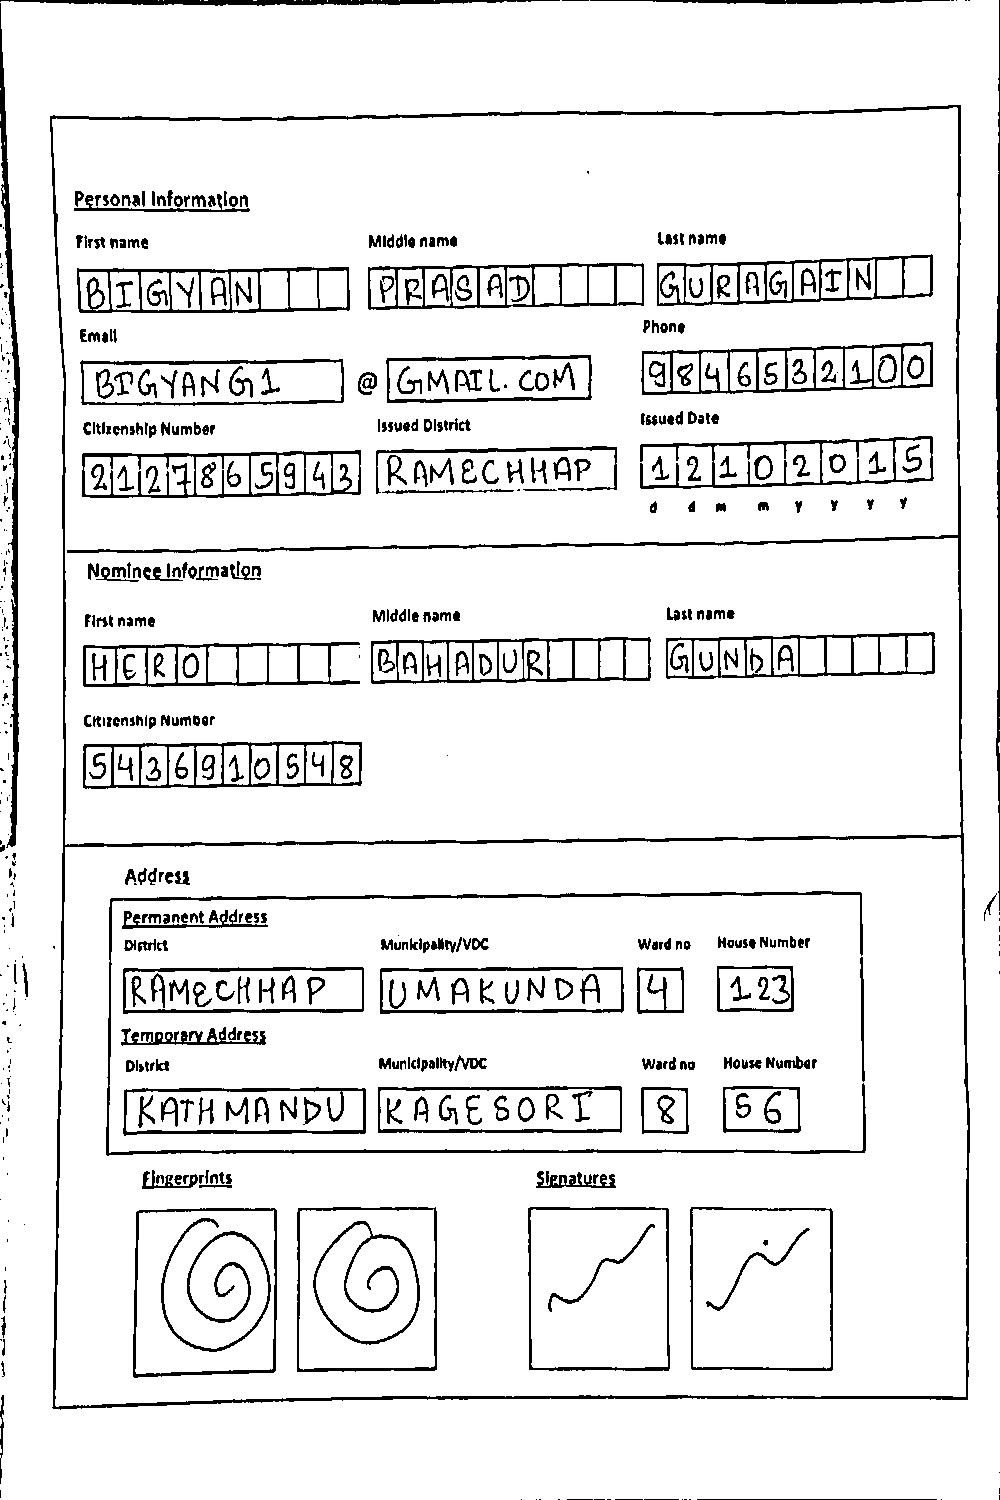 Personal Information
First name Middle name Last name
BIGYAN PRASAD GURAGAIN
Email Phone
BIGYANG1 @ GMAIL.COM 9846532100
Citizenship Number Issued District Issued Date
2127865943 RAMECHHAP 12102015
d d m m y y y y
Nominee Information
First name Middle name Last name
HERO BAHADUR GUNDA
Citizenship Number
5436910548
Address
Permanent Address
District Municipality/VDC Ward no House Number
RAMECHHAP UMAKUNDA 4 123
Temporary Address
District Municipality/VDC Ward no House Number
KATHMANDU KAGESORI 8 56
Fingerprints Signatures